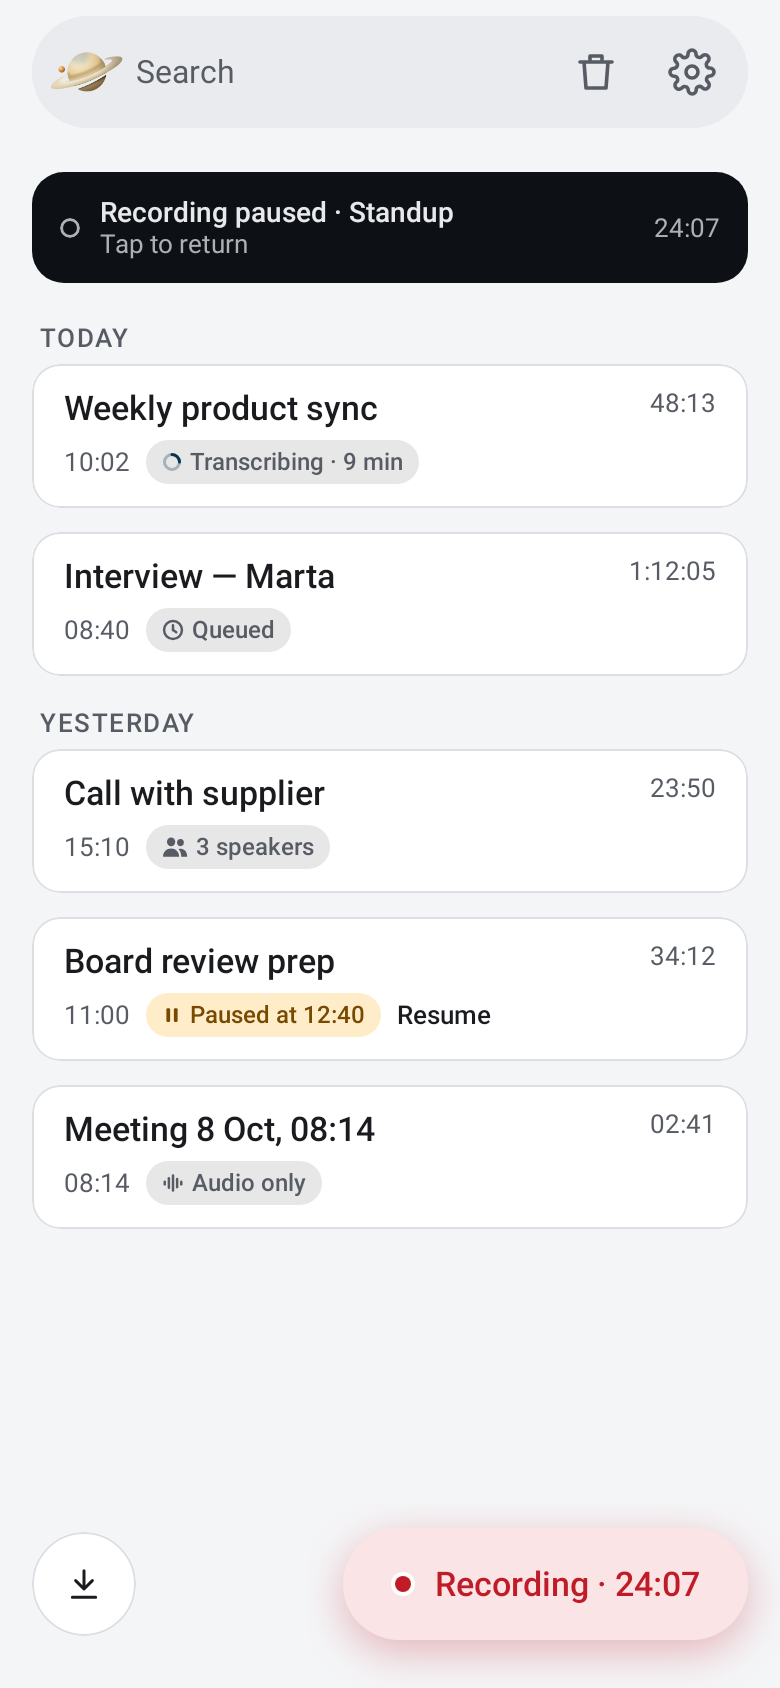 Search
Recording paused · Standup
Tap to return
24:07
TODAY
Weekly product sync
48:13
10:02
Transcribing · 9 min
Interview — Marta
1:12:05
08:40
Queued
YESTERDAY
Call with supplier
23:50
15:10
3 speakers
Board review prep
34:12
11:00
Paused at 12:40
Resume
Meeting 8 Oct, 08:14
02:41
08:14
Audio only
Recording · 24:07